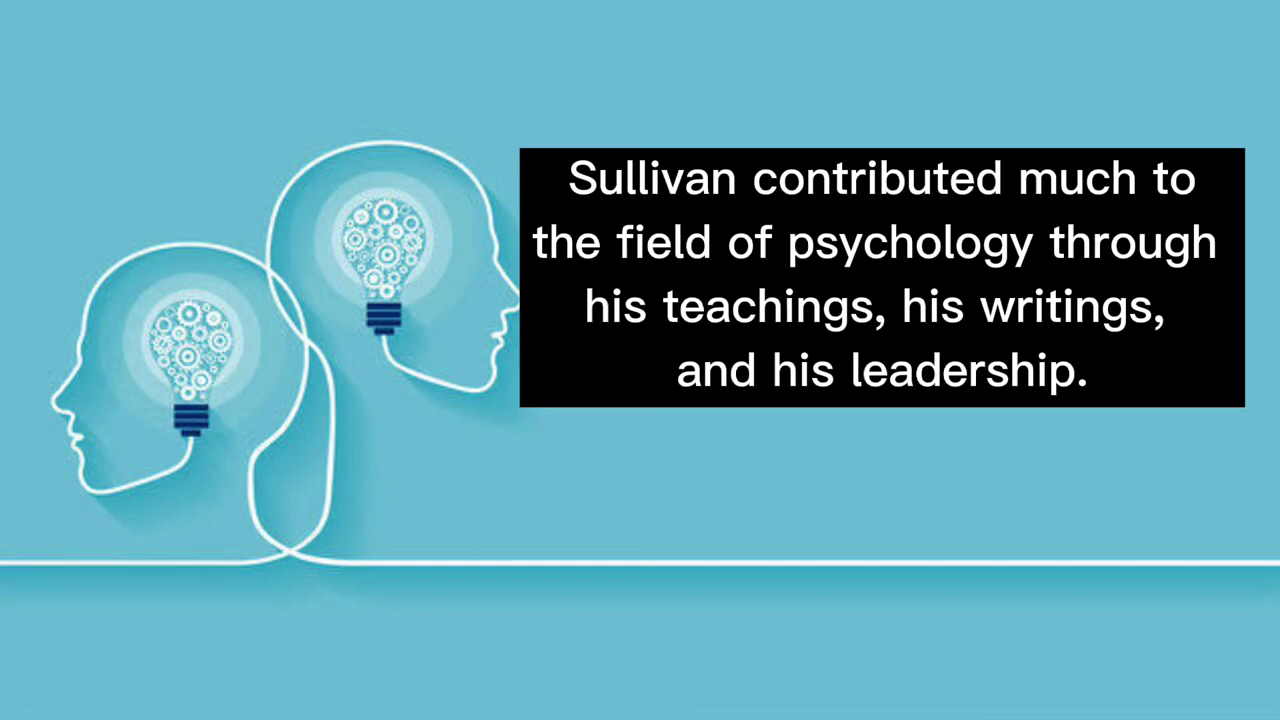 Sullivan contributed much to
the field of psychology through
his teachings, his writings,
and his leadership.